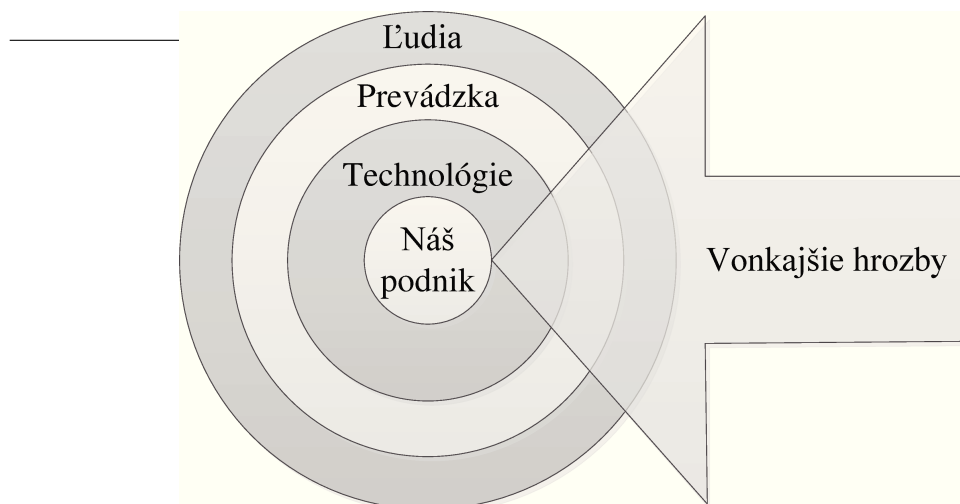 Ľudia
Prevádzka
Technológie
Náš
podnik
Vonkajšie hrozby